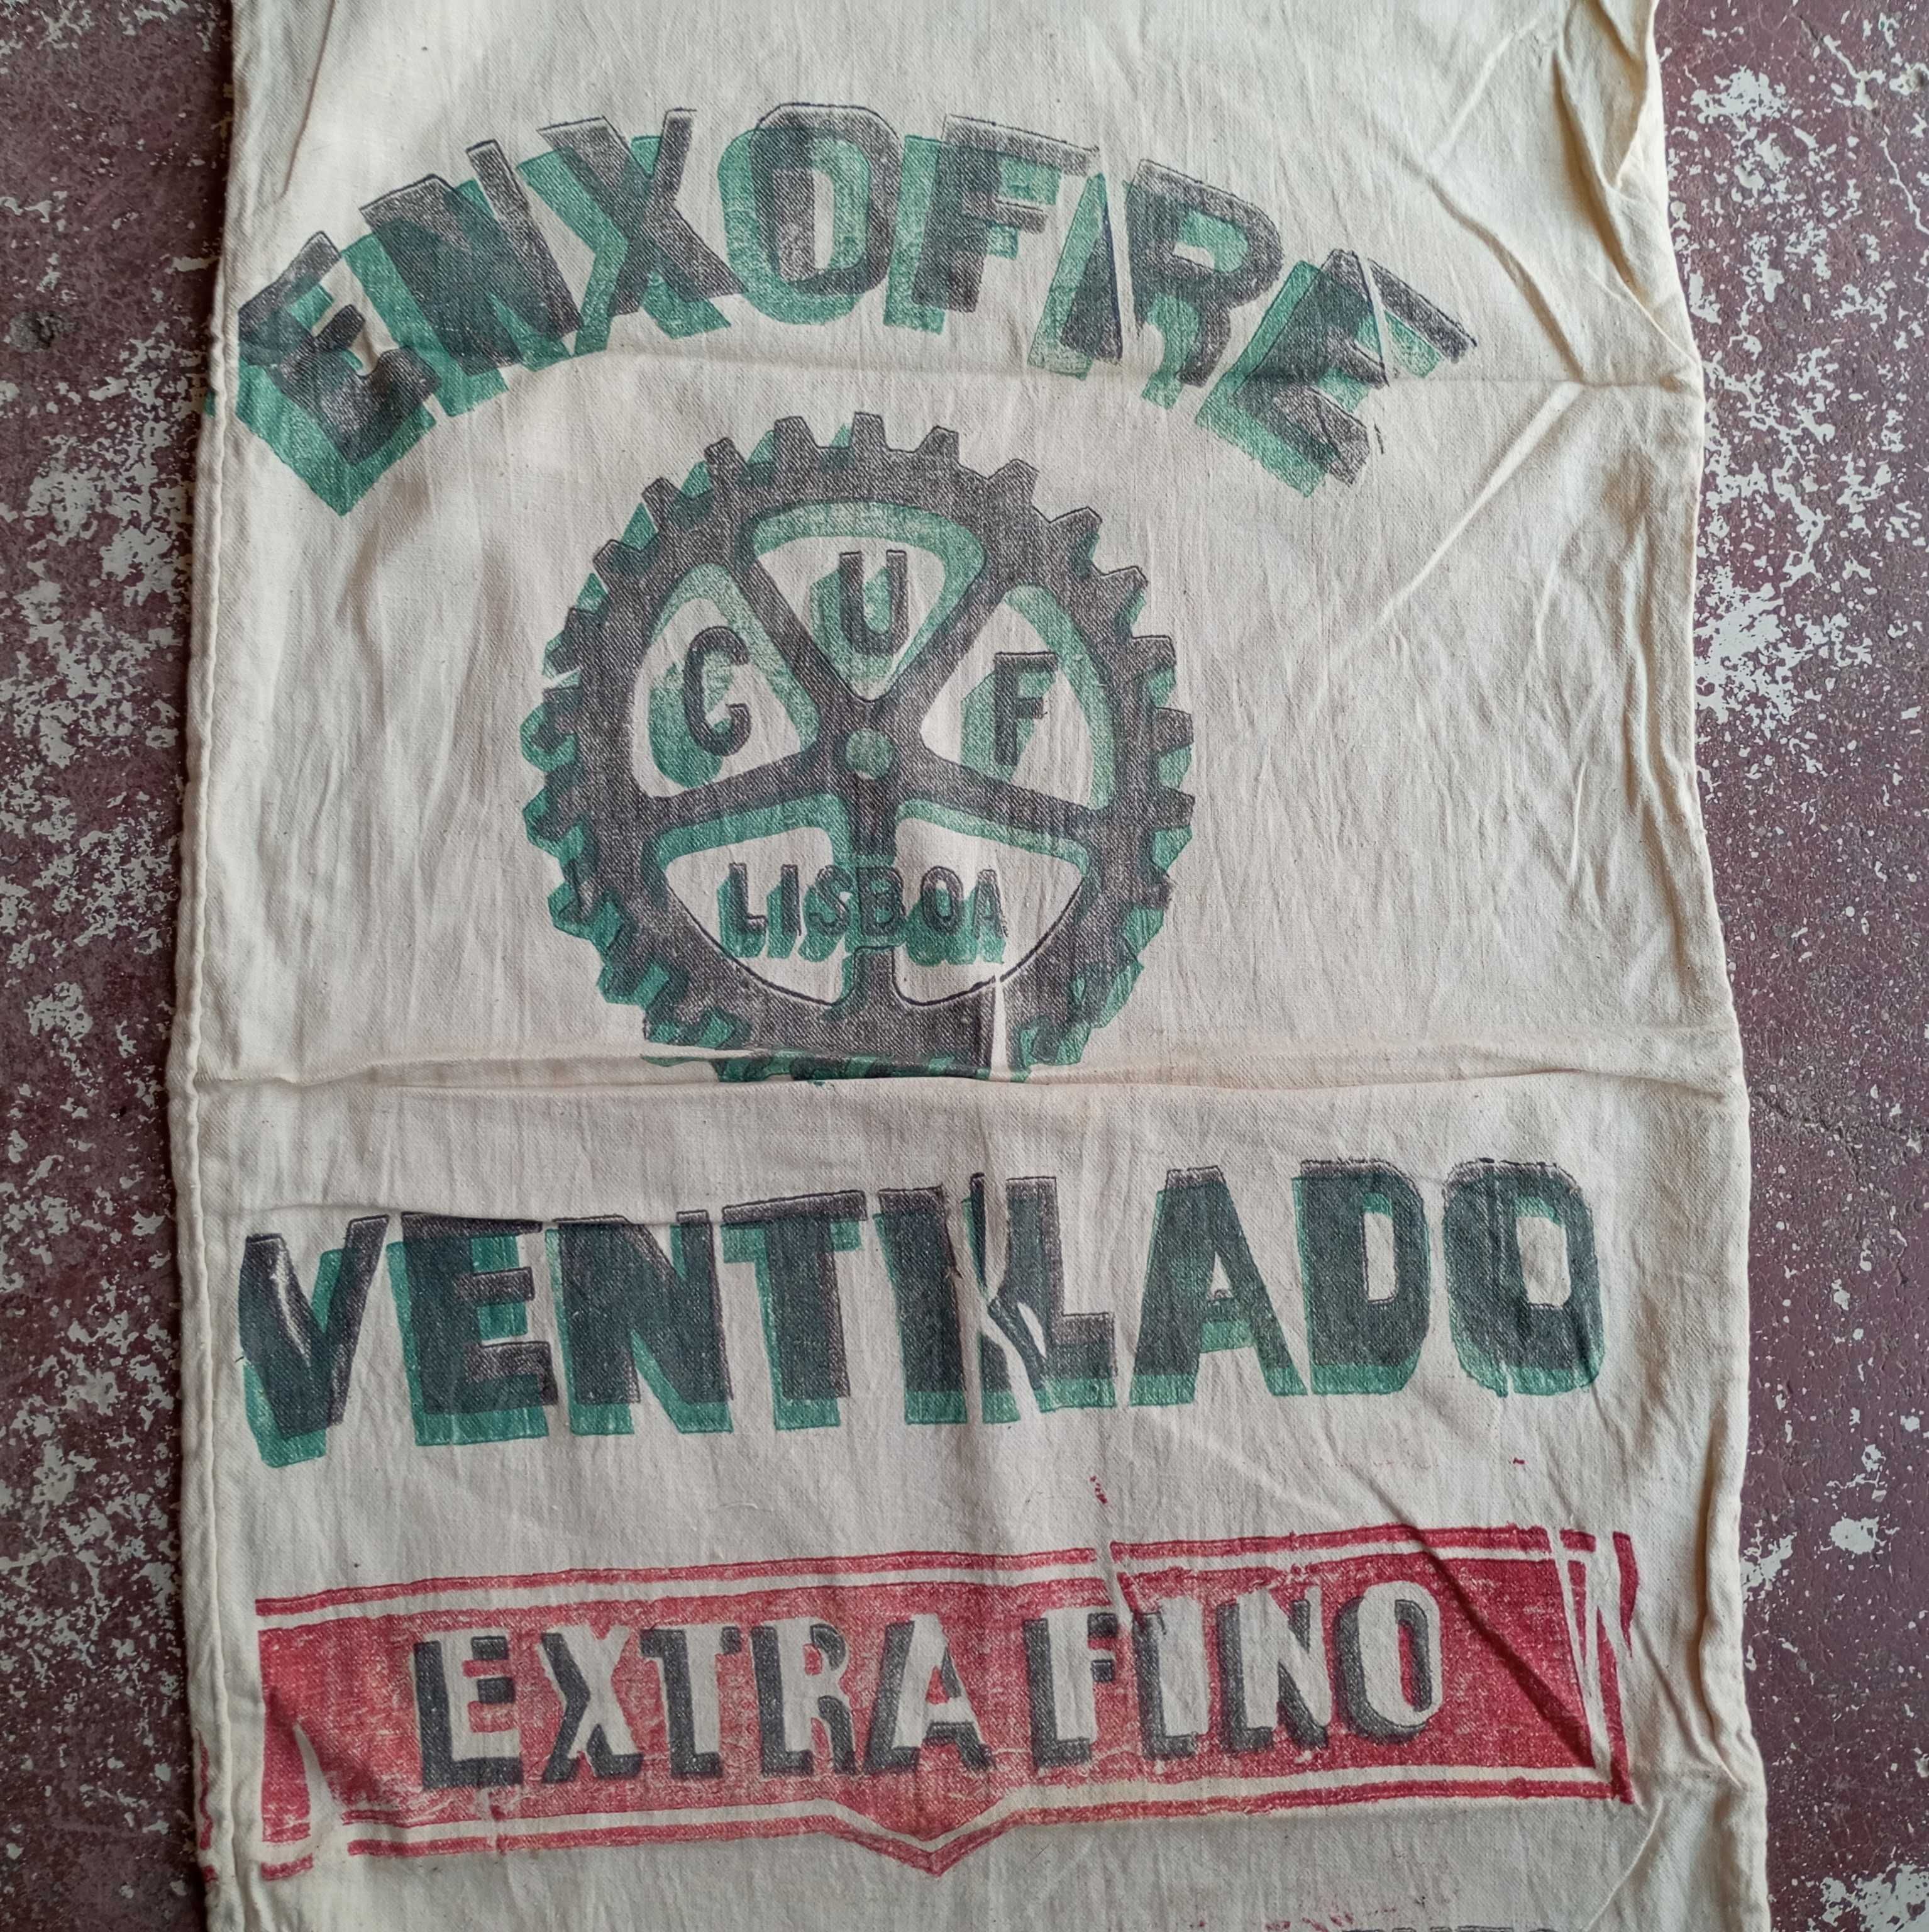 ENXOFRE
C U F
LISBOA
VENTILADO
EXTRA FINO